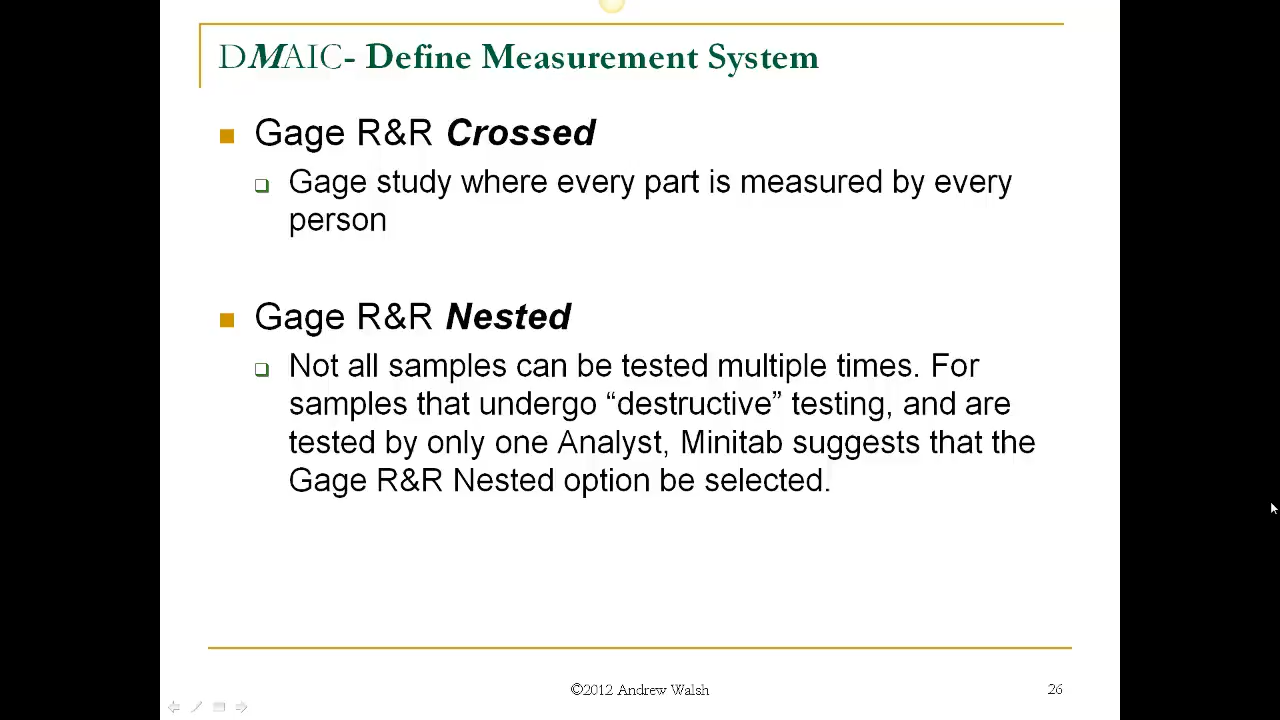 DMAIC- Define Measurement System
Gage R&R Crossed
Gage study where every part is measured by every
person
Gage R&R Nested
Not all samples can be tested multiple times. For
samples that undergo “destructive” testing, and are
tested by only one Analyst, Minitab suggests that the
Gage R&R Nested option be selected.
©2012 Andrew Walsh
26